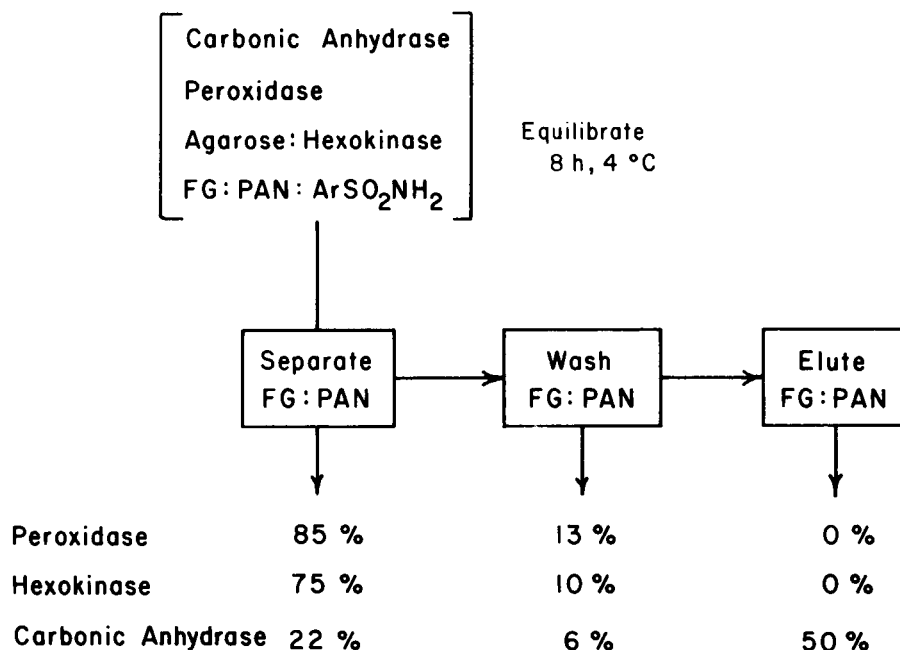 Carbonic Anhydrase
Peroxidase
Agarose: Hexokinase
FG: PAN: ArSO₂NH₂
Equilibrate
8 h, 4 °C
Separate
FG: PAN
Wash
FG: PAN
Elute
FG: PAN
Peroxidase 85 % 13 % 0 %
Hexokinase 75 % 10 % 0 %
Carbonic Anhydrase 22 % 6 % 50 %